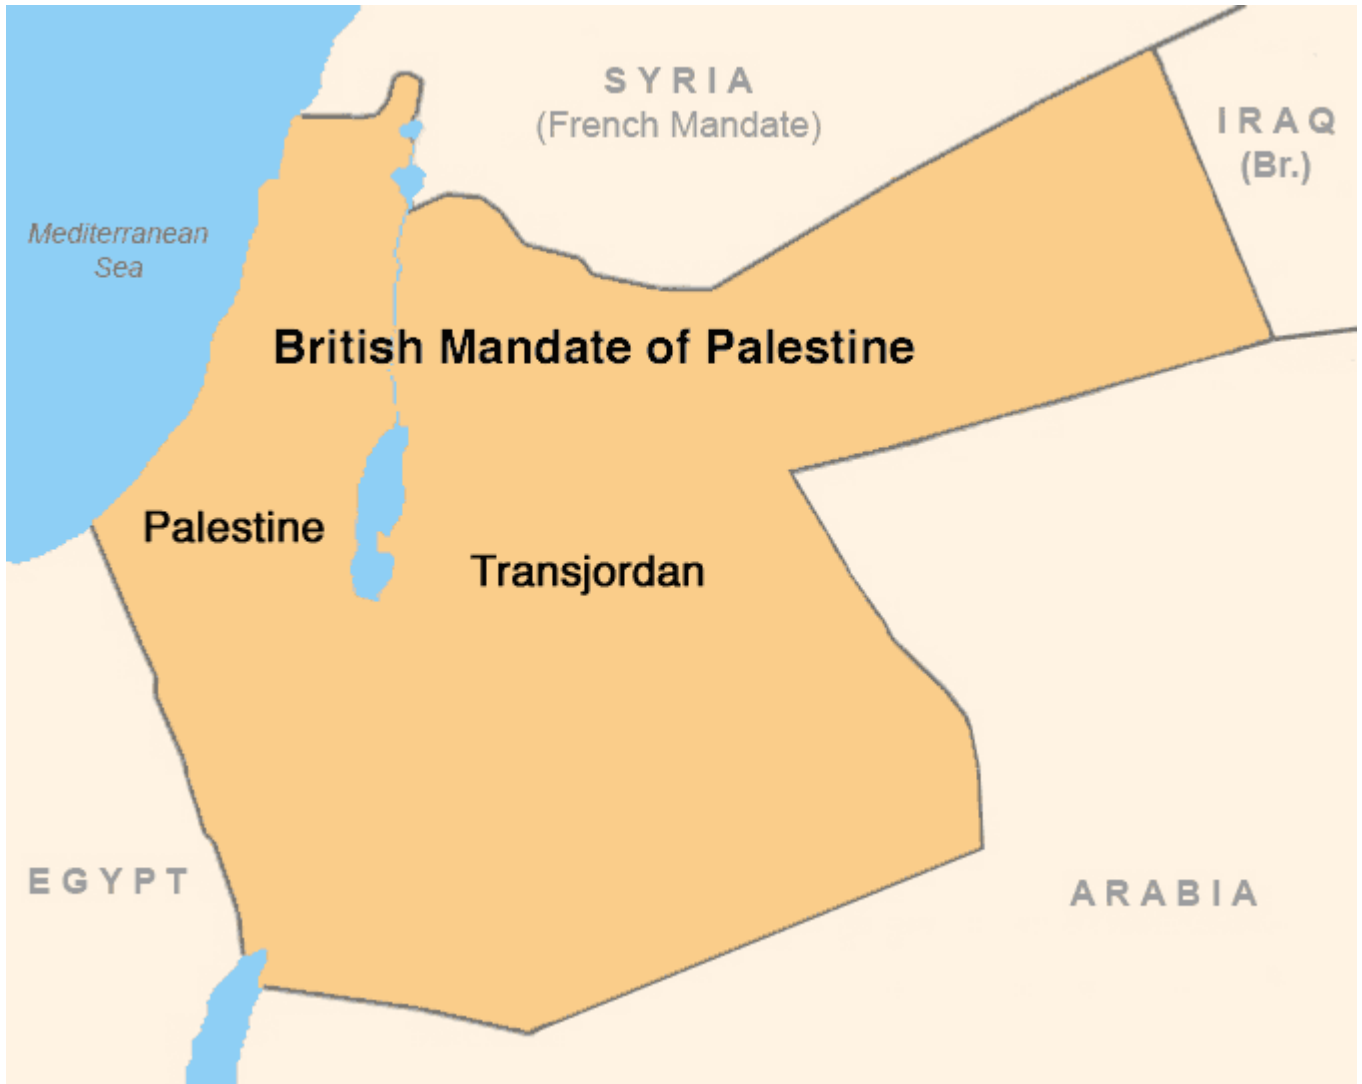 SYRIA
(French Mandate)
IRAQ
(Br.)
Mediterranean
Sea
British Mandate of Palestine
Palestine
Transjordan
EGYPT
ARABIA